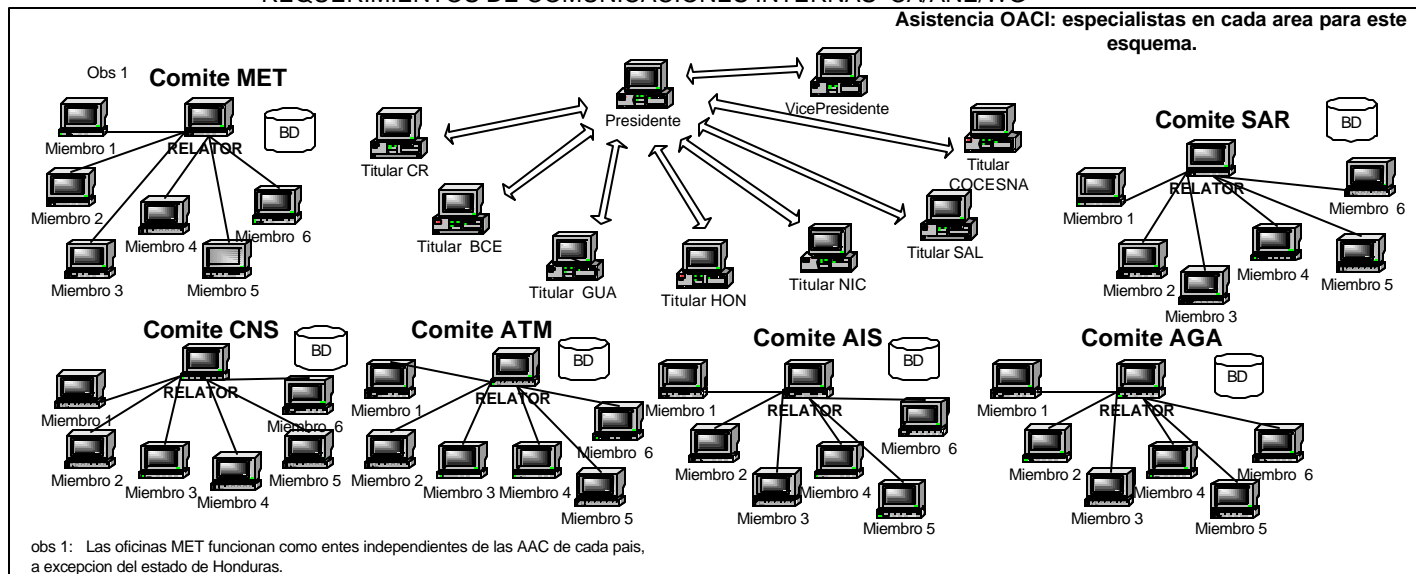 REQUERIMIENTOS DE COMUNICACIONES INTERNAS CA/ANE/WG
Asistencia OACI: especialistas en cada area para este
esquema.
Obs 1
Comite MET
BD
Miembro 1
RELATOR
Miembro 2
Miembro 4
Miembro 6
Miembro 3
Miembro 5
Presidente
VicePresidente
Titular CR
Titular BCE
Titular GUA
Titular HON
Titular NIC
Titular SAL
Titular
COCESNA
Comite SAR
BD
RELATOR
Miembro 1
Miembro 6
Miembro 2
Miembro 4
Miembro 5
Miembro 3
Comite CNS
BD
RELATOR
Miembro 1
Miembro 6
Miembro 2
Miembro 3
Miembro 4
Miembro 5
Comite ATM
BD
Miembro 1
RELATOR
Miembro 6
Miembro 2
Miembro 3
Miembro 4
Miembro 5
Comite AIS
BD
Miembro 1
RELATOR
Miembro 6
Miembro 2
Miembro 4
Miembro 3
Miembro 5
Comite AGA
BD
Miembro 1
RELATOR
Miembro 6
Miembro 2
Miembro 4
Miembro 3
Miembro 5
obs 1: Las oficinas MET funcionan como entes independientes de las AAC de cada pais,
a excepcion del estado de Honduras.